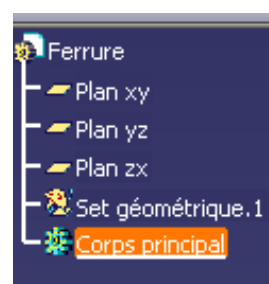 Ferrure
Plan xy
Plan yz
Plan zx
Set géométrique.1
Corps principal